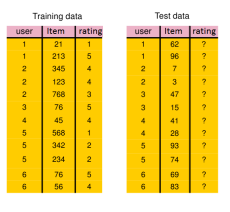 Training data
user Item rating
1 21 1
1 213 5
2 345 4
2 123 4
2 768 3
3 76 5
4 45 4
5 568 1
5 342 2
5 234 2
6 76 5
6 56 4
Test data
user Item rating
1 62 ?
1 96 ?
2 7 ?
2 3 ?
3 47 ?
3 15 ?
4 41 ?
4 28 ?
5 93 ?
5 74 ?
6 69 ?
6 83 ?